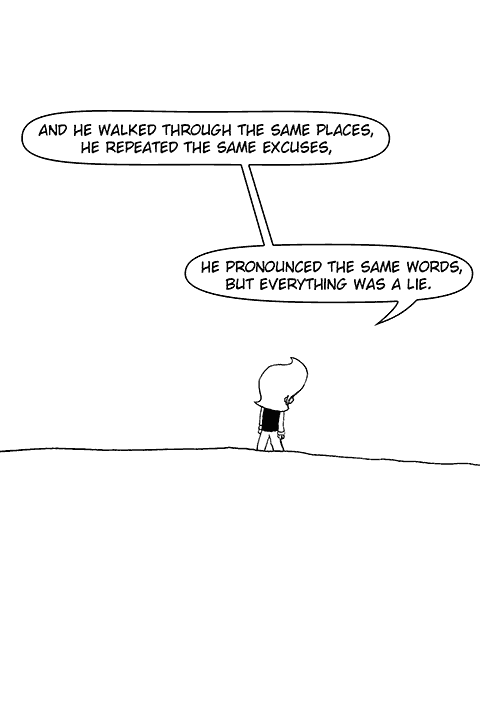 AND HE WALKED THROUGH THE SAME PLACES,
HE REPEATED THE SAME EXCUSES,
HE PRONOUNCED THE SAME WORDS,
BUT EVERYTHING WAS A LIE.